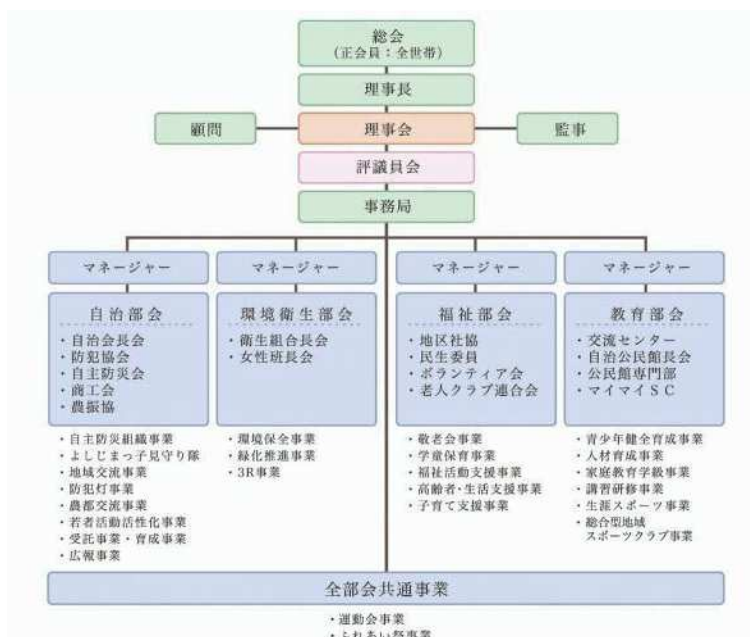 総会
(正会員：全世帯)
理事長
顧問
理事会
監事
評議員会
事務局
マネージャー
マネージャー
マネージャー
マネージャー
自治部会
・自治会長会
・防犯協会
・自主防災会
・商工会
・農振協
環境衛生部会
・衛生組合長会
・女性班長会
福祉部会
・地区社協
・民生委員
・ボランティア会
・老人クラブ連合会
教育部会
・交流センター
・自治公民館長会
・公民館専門部
・マイマイＳＣ
・自主防災組織事業
・よしじまっ子見守り隊
・地域交流事業
・防犯灯事業
・農都交流事業
・若者活動活性化事業
・受託事業・育成事業
・広報事業
・環境保全事業
・緑化推進事業
・3R事業
・敬老会事業
・学童保育事業
・福祉活動支援事業
・高齢者・生活支援事業
・子育て支援事業
・青少年健全育成事業
・人材育成事業
・家庭教育学級事業
・講習研修事業
・生涯スポーツ事業
・総合型地域
スポーツクラブ事業
全部会共通事業
・運動会事業
・ふれあい祭事業